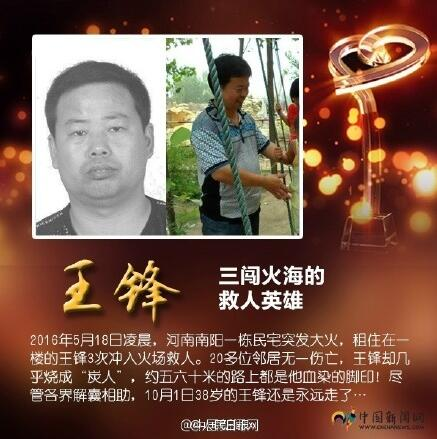 王锋
三闯火海的
救人英雄
2016年5月18日凌晨，河南南阳一栋民宅突发大火，租住在一
楼的王锋3次冲入火场救人。20多位邻居无一伤亡，王锋却几
乎烧成“炭人”，约五六十米的路上都是他血染的脚印！尽
管各界解囊相助，10月1日38岁的王锋还是永远走了…
中国新闻网
WWW.CHINANEWS.COM